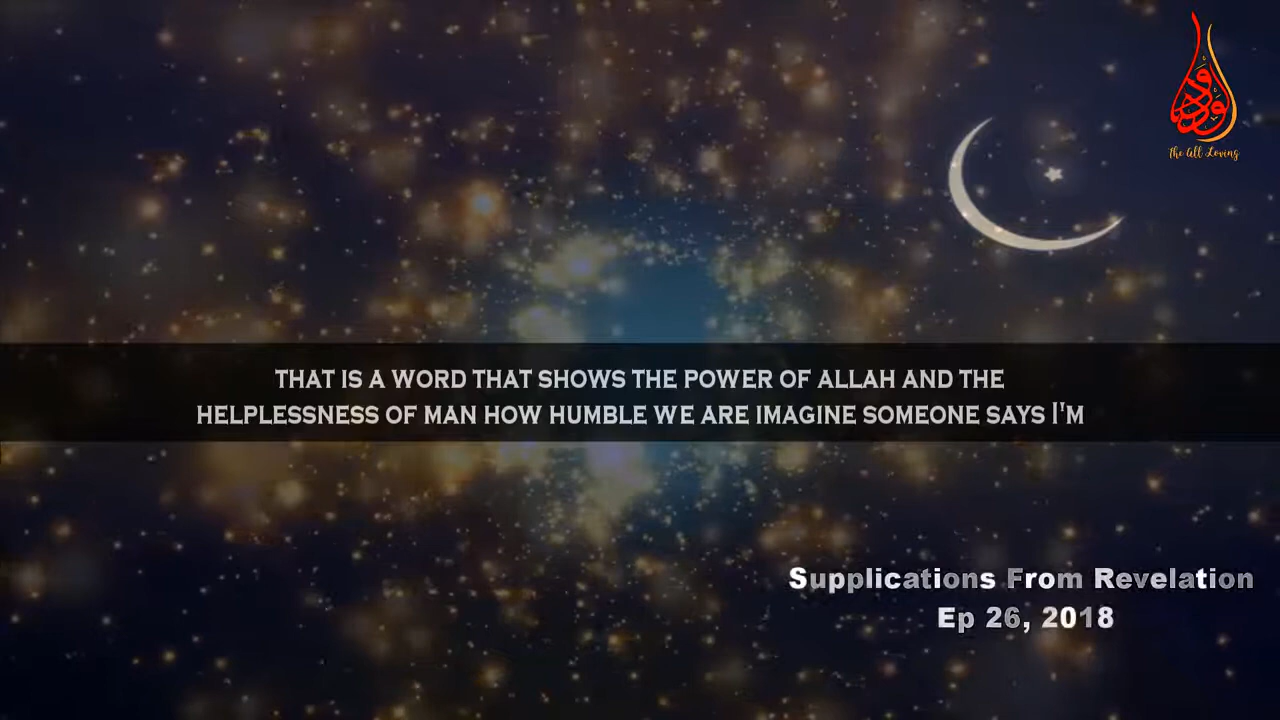 الودود
The All Loving
THAT IS A WORD THAT SHOWS THE POWER OF ALLAH AND THE
HELPLESSNESS OF MAN HOW HUMBLE WE ARE IMAGINE SOMEONE SAYS I'M
Supplications From Revelation
Ep 26, 2018